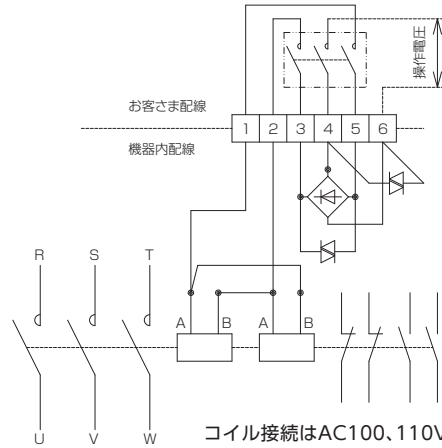 操作電圧
お客さま配線
1 2 3 4 5 6
機器内配線
R S T
A B A B
U V W
コイル接続はAC100、110V